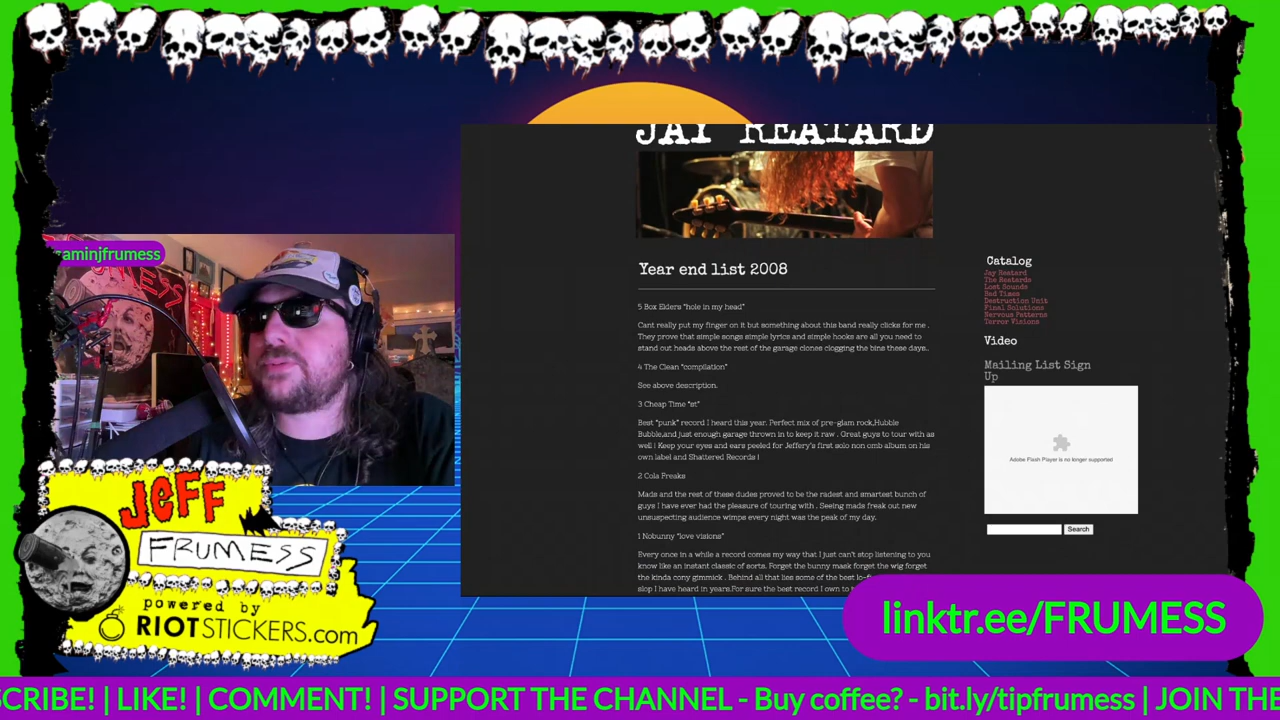 JAY REATARD
Year end list 2008
5 Box Elders "hole in my head"
Cant really put my finger on it but something about this band really clicks for me .
They prove that simple songs simple lyrics and simple hooks are all you need to
stand out heads above the rest of the garage clones clogging the bins these days..
4 The Clean "compilation"
See above description.
3 Cheap Time "st"
Best "punk" record I heard this year. Perfect mix of pre-glam rock,Hubble
Bubble,and just enough garage thrown in to keep it raw . Great guys to tour with as
well ! Keep your eyes and ears peeled for Jeffery's first solo non omb album on his
own label and Shattered Records !
2 Cola Freaks
Mads and the rest of these dudes proved to be the radest and smartest bunch of
guys I have ever had the pleasure of touring with . Seeing mads freak out new
unsuspecting audience wimps every night was the peak of my day.
1 Nobunny "love visions"
Every once in a while a record comes my way that I just can't stop listening to you
know like an instant classic of sorts. Forget the bunny mask forget the wig forget
the kinda cony gimmick . Behind all that lies some of the best
slop I have heard in years.For sure the best record I own to
Catalog
Jay Reatard
The Reatards
Lost Sounds
Bad Times
Destruction Unit
Final Solutions
Nervous Patterns
Terror Visions
Video
Mailing List Sign
Up
Adobe Flash Player is no longer supported
Search
saminjfrumess
JEFF
FRUMESS
powered by
RIOTSTICKERS.com
linktr.ee/FRUMESS
SCRIBE! | LIKE! | COMMENT! | SUPPORT THE CHANNEL - Buy coffee? - bit.ly/tipfrumess | JOIN THE